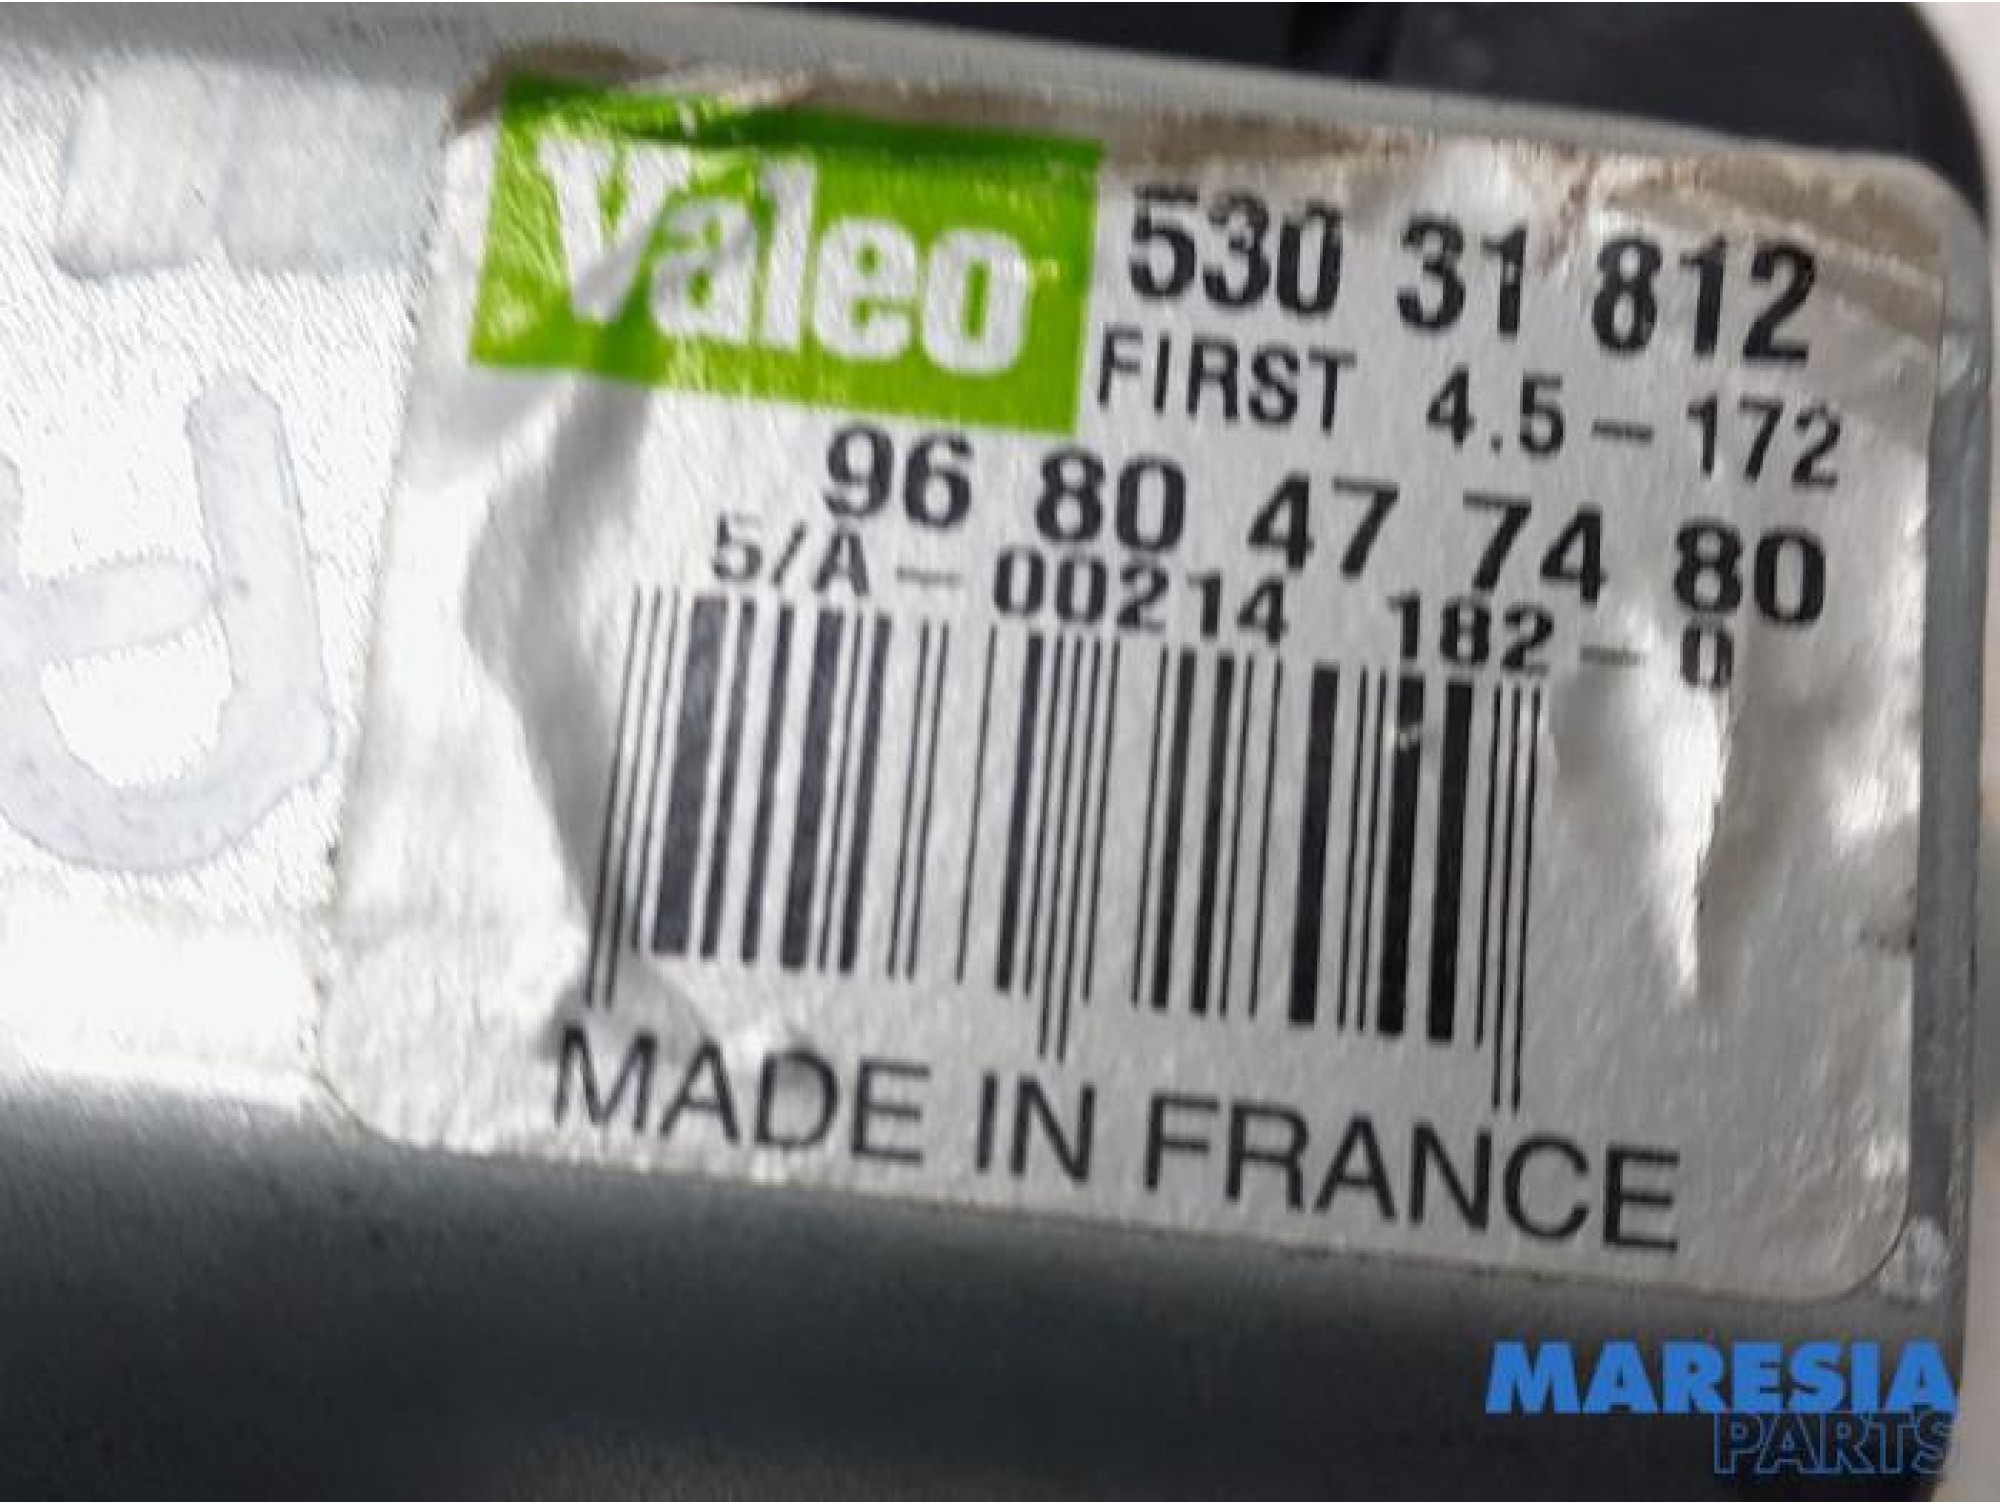 Valeo 530 31 812
FIRST 4.5-172
96 80 47 74 80
5/A-00214 182-0
MADE IN FRANCE
MARESIA
PARTS